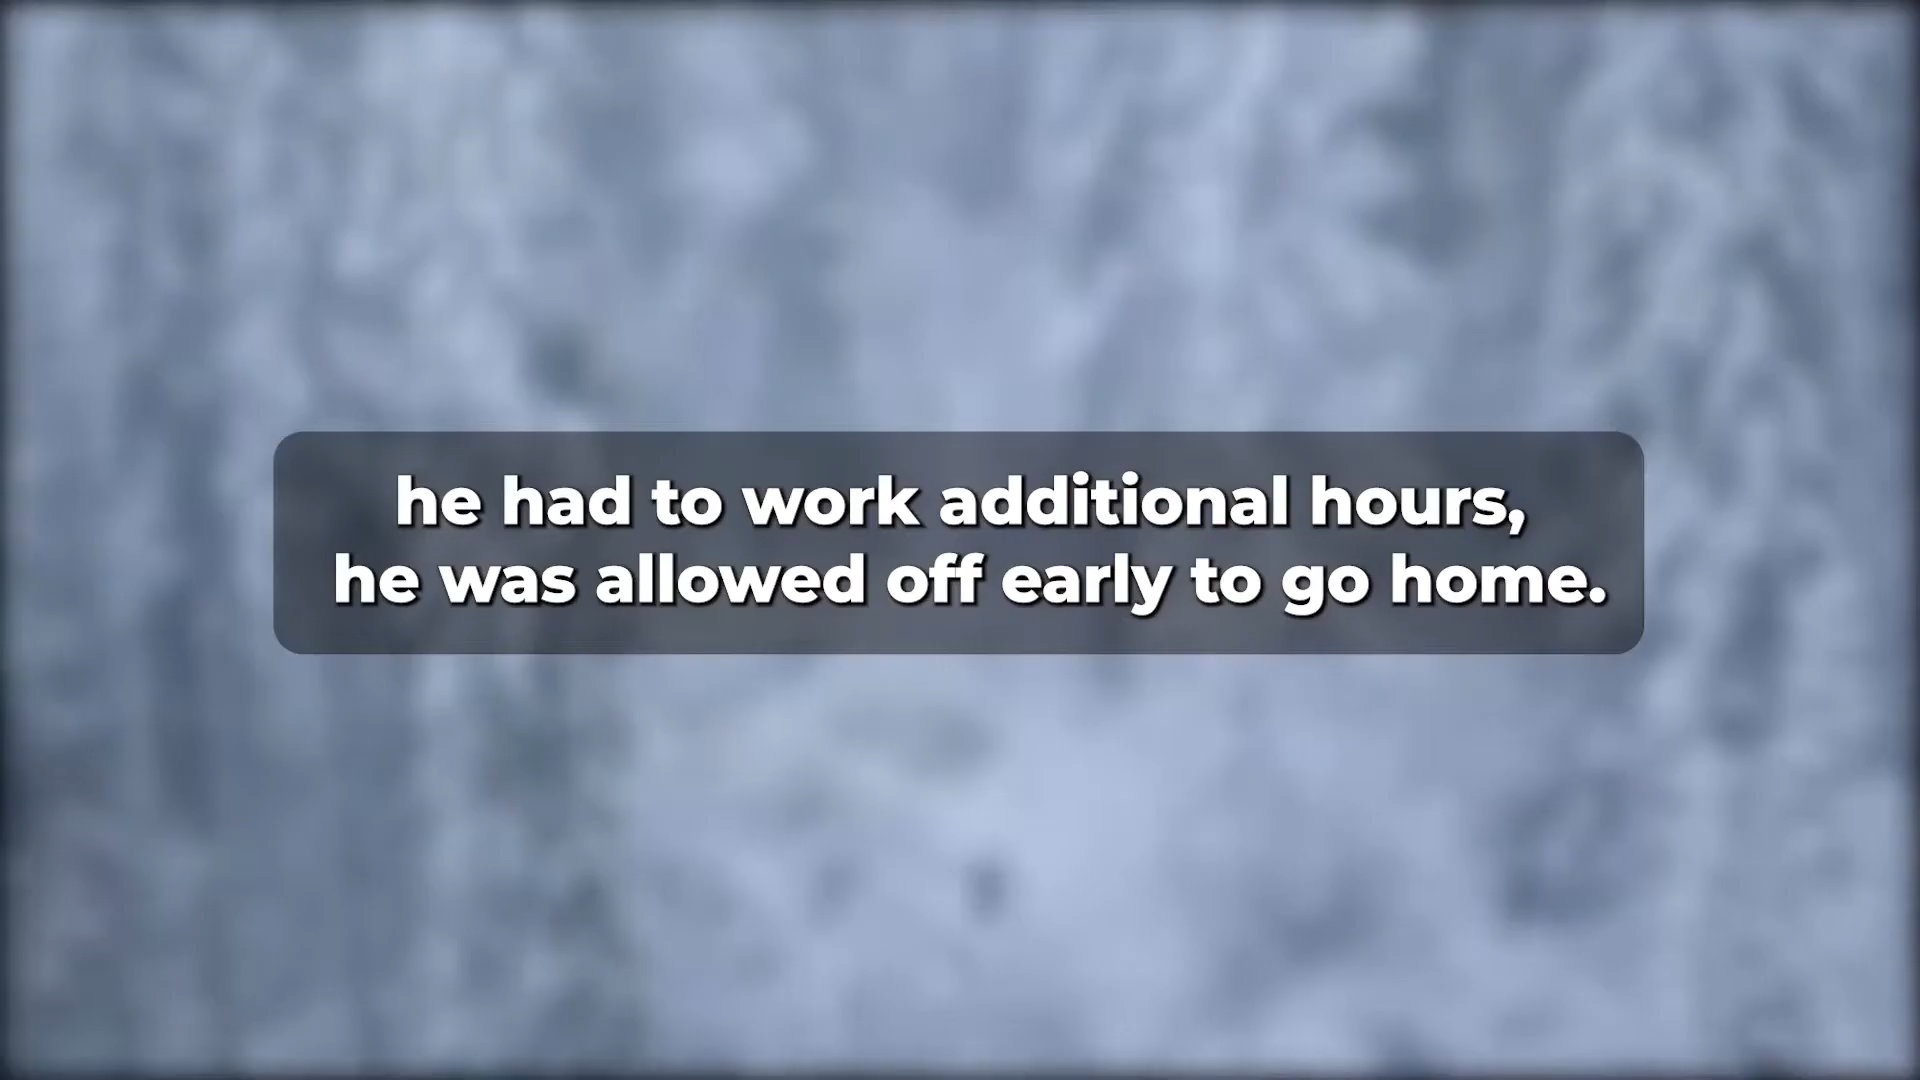 he had to work additional hours,
he was allowed off early to go home.